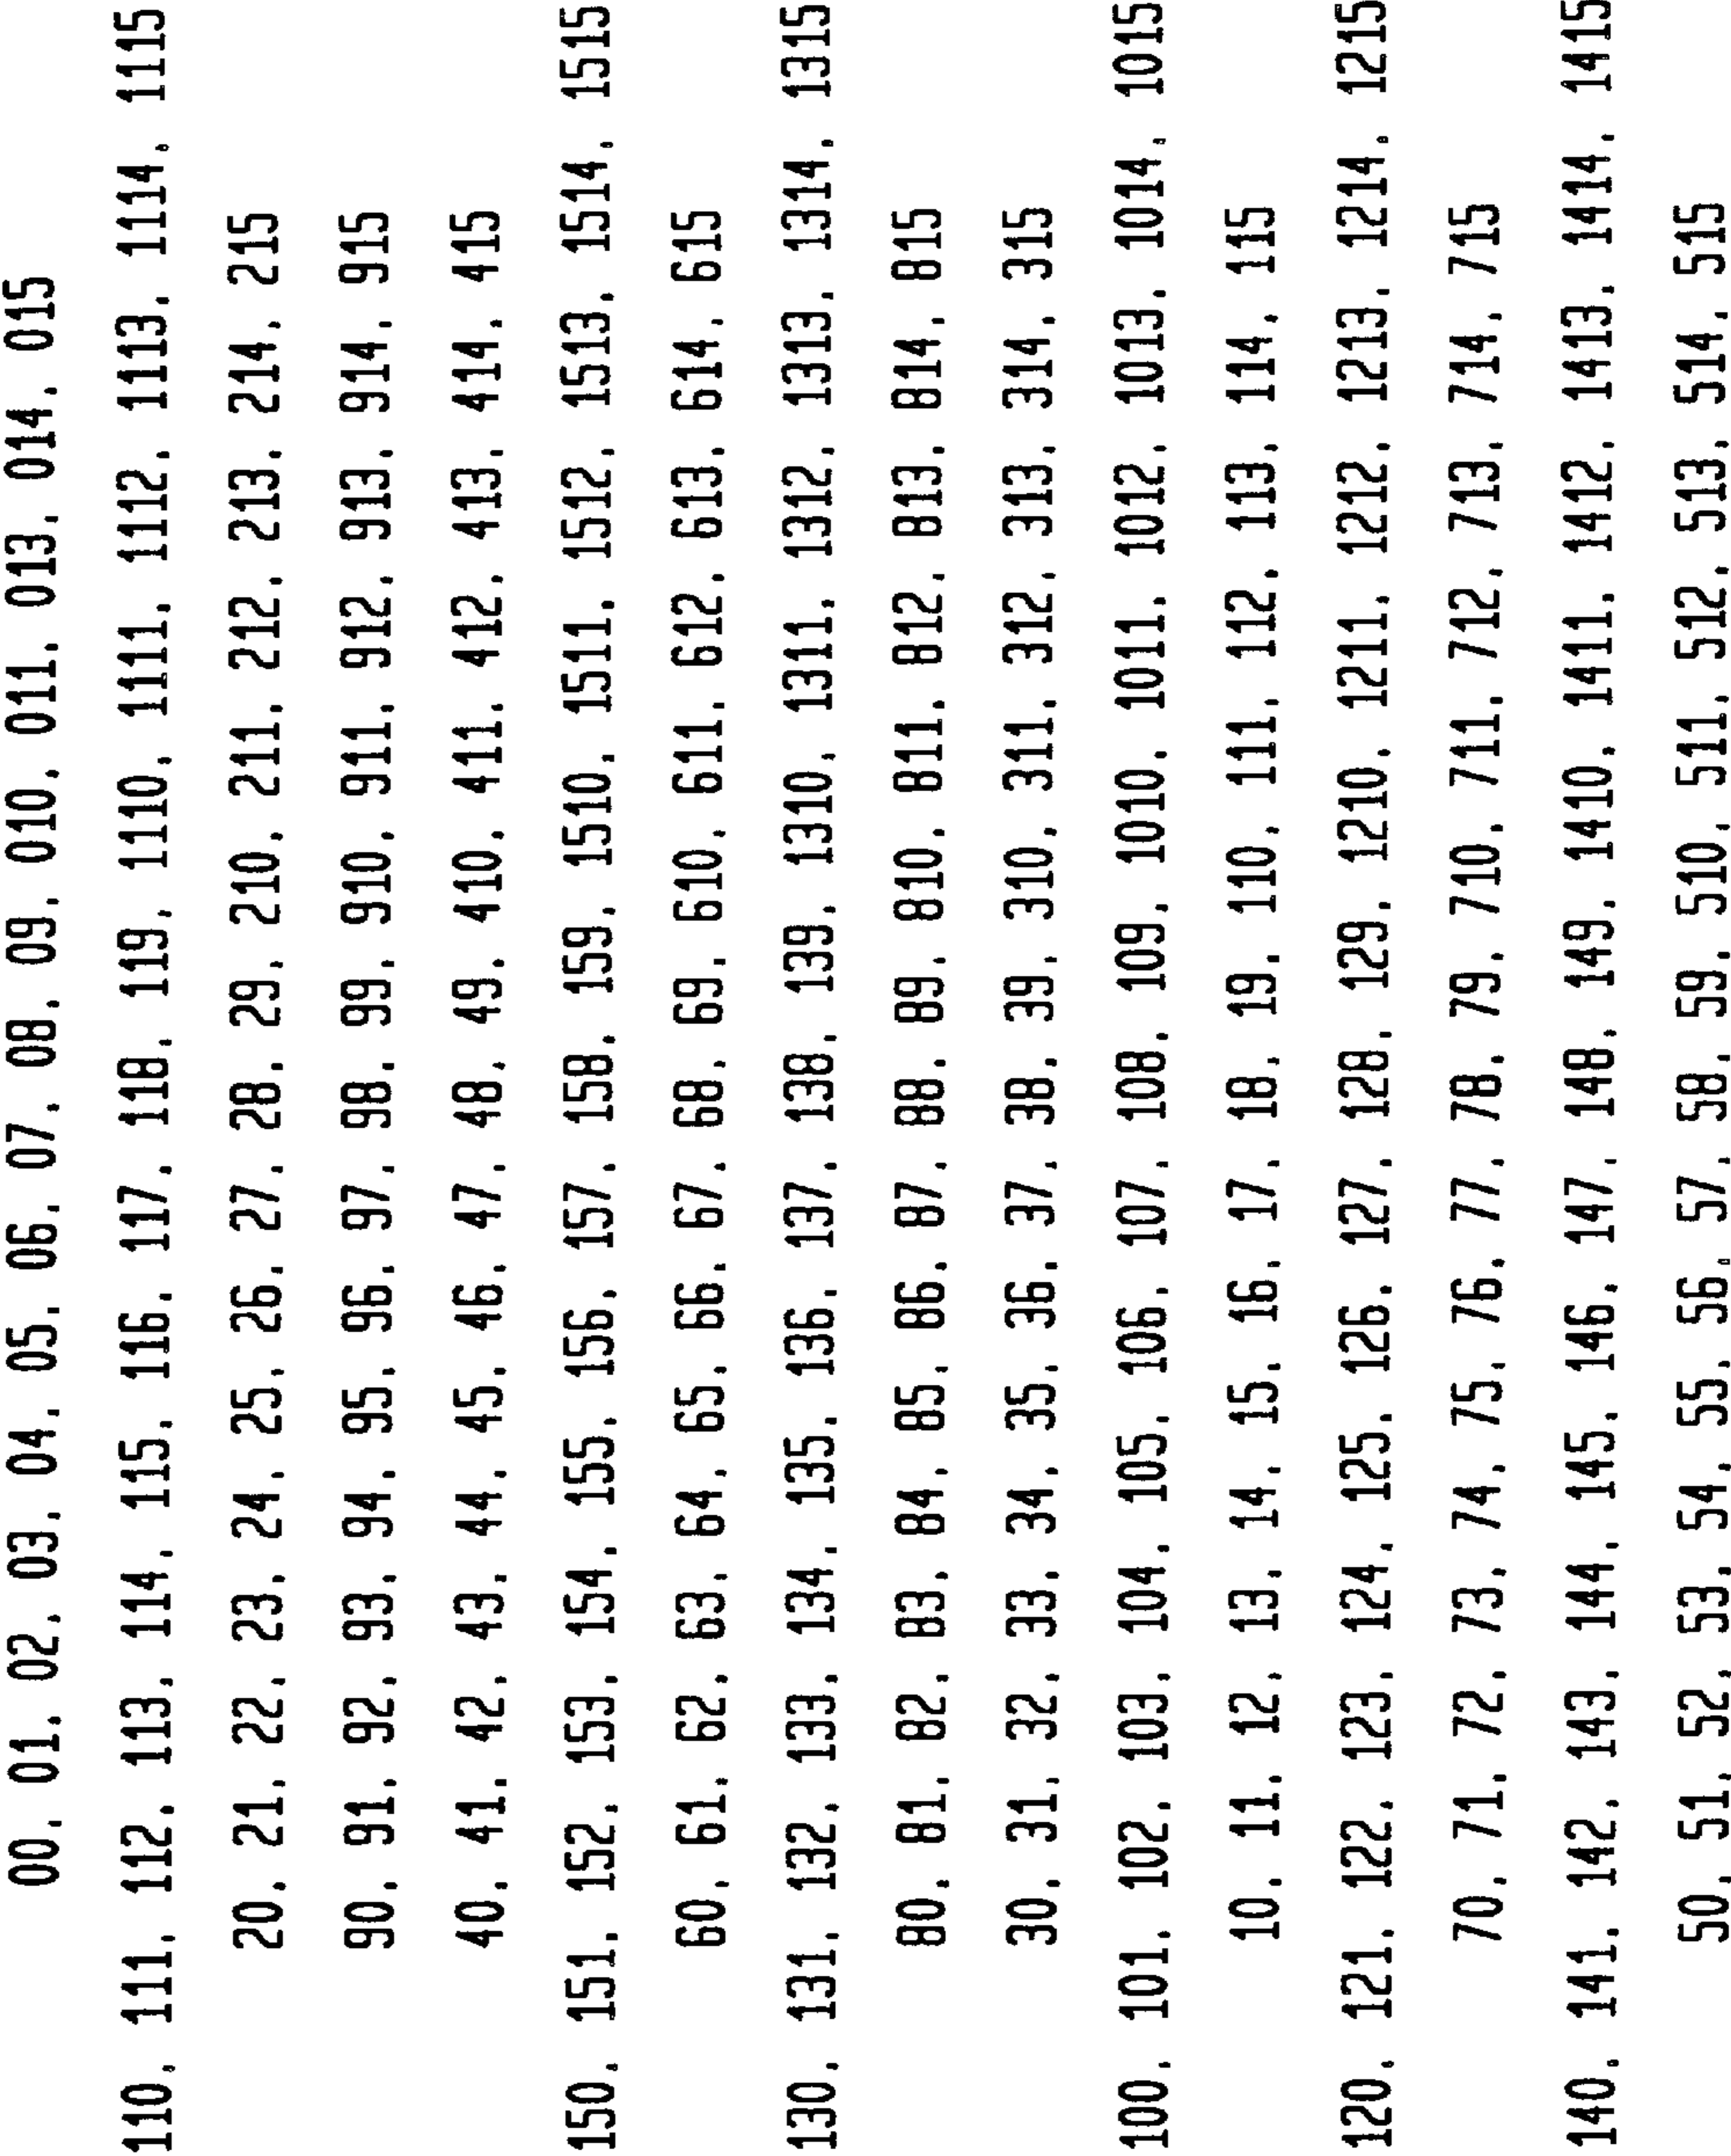 00, 01, 02, 03, 04, 05, 06, 07, 08, 09, 010, 011, 013, 014, 015
110, 111, 112, 113, 114, 115, 116, 117, 118, 119, 1110, 1111, 1112, 1113, 1114, 1115
20, 21, 22, 23, 24, 25, 26, 27, 28, 29, 210, 211, 212, 213, 214, 215
90, 91, 92, 93, 94, 95, 96, 97, 98, 99, 910, 911, 912, 913, 914, 915
40, 41, 42, 43, 44, 45, 46, 47, 48, 49, 410, 411, 412, 413, 414, 415
150, 151, 152, 153, 154, 155, 156, 157, 158, 159, 1510, 1511, 1512, 1513, 1514, 1515
60, 61, 62, 63, 64, 65, 66, 67, 68, 69, 610, 611, 612, 613, 614, 615
130, 131, 132, 133, 134, 135, 136, 137, 138, 139, 1310, 1311, 1312, 1313, 1314, 1315
80, 81, 82, 83, 84, 85, 86, 87, 88, 89, 810, 811, 812, 813, 814, 815
30, 31, 32, 33, 34, 35, 36, 37, 38, 39, 310, 311, 312, 313, 314, 315
100, 101, 102, 103, 104, 105, 106, 107, 108, 109, 1010, 1011, 1012, 1013, 1014, 1015
10, 11, 12, 13, 14, 15, 16, 17, 18, 19, 110, 111, 112, 113, 114, 115
120, 121, 122, 123, 124, 125, 126, 127, 128, 129, 1210, 1211, 1212, 1213, 1214, 1215
70, 71, 72, 73, 74, 75, 76, 77, 78, 79, 710, 711, 712, 713, 714, 715
140, 141, 142, 143, 144, 145, 146, 147, 148, 149, 1410, 1411, 1412, 1413, 1414, 1415
50, 51, 52, 53, 54, 55, 56, 57, 58, 59, 510, 511, 512, 513, 514, 515